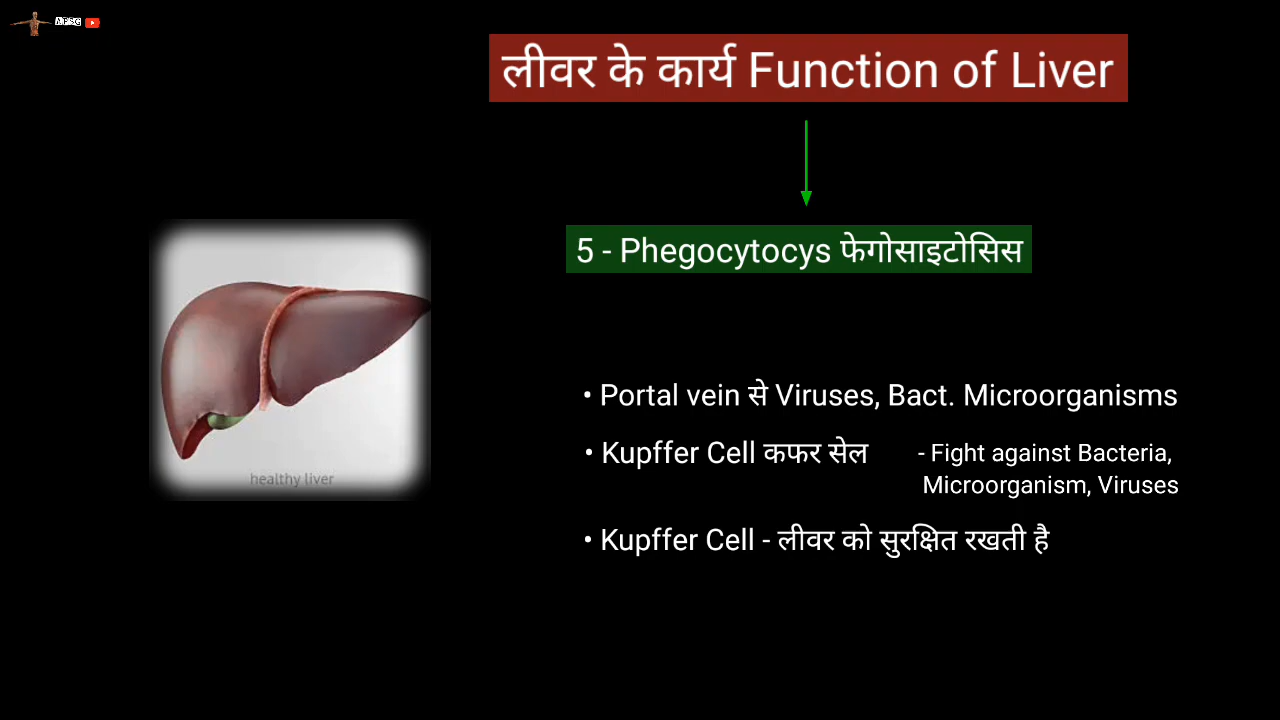 AFSG
लीवर के कार्य Function of Liver
5 - Phegocytocys फेगोसाइटोसिस
• Portal vein से Viruses, Bact. Microorganisms
• Kupffer Cell कफर सेल - Fight against Bacteria,
Microorganism, Viruses
• Kupffer Cell - लीवर को सुरक्षित रखती है
healthy liver